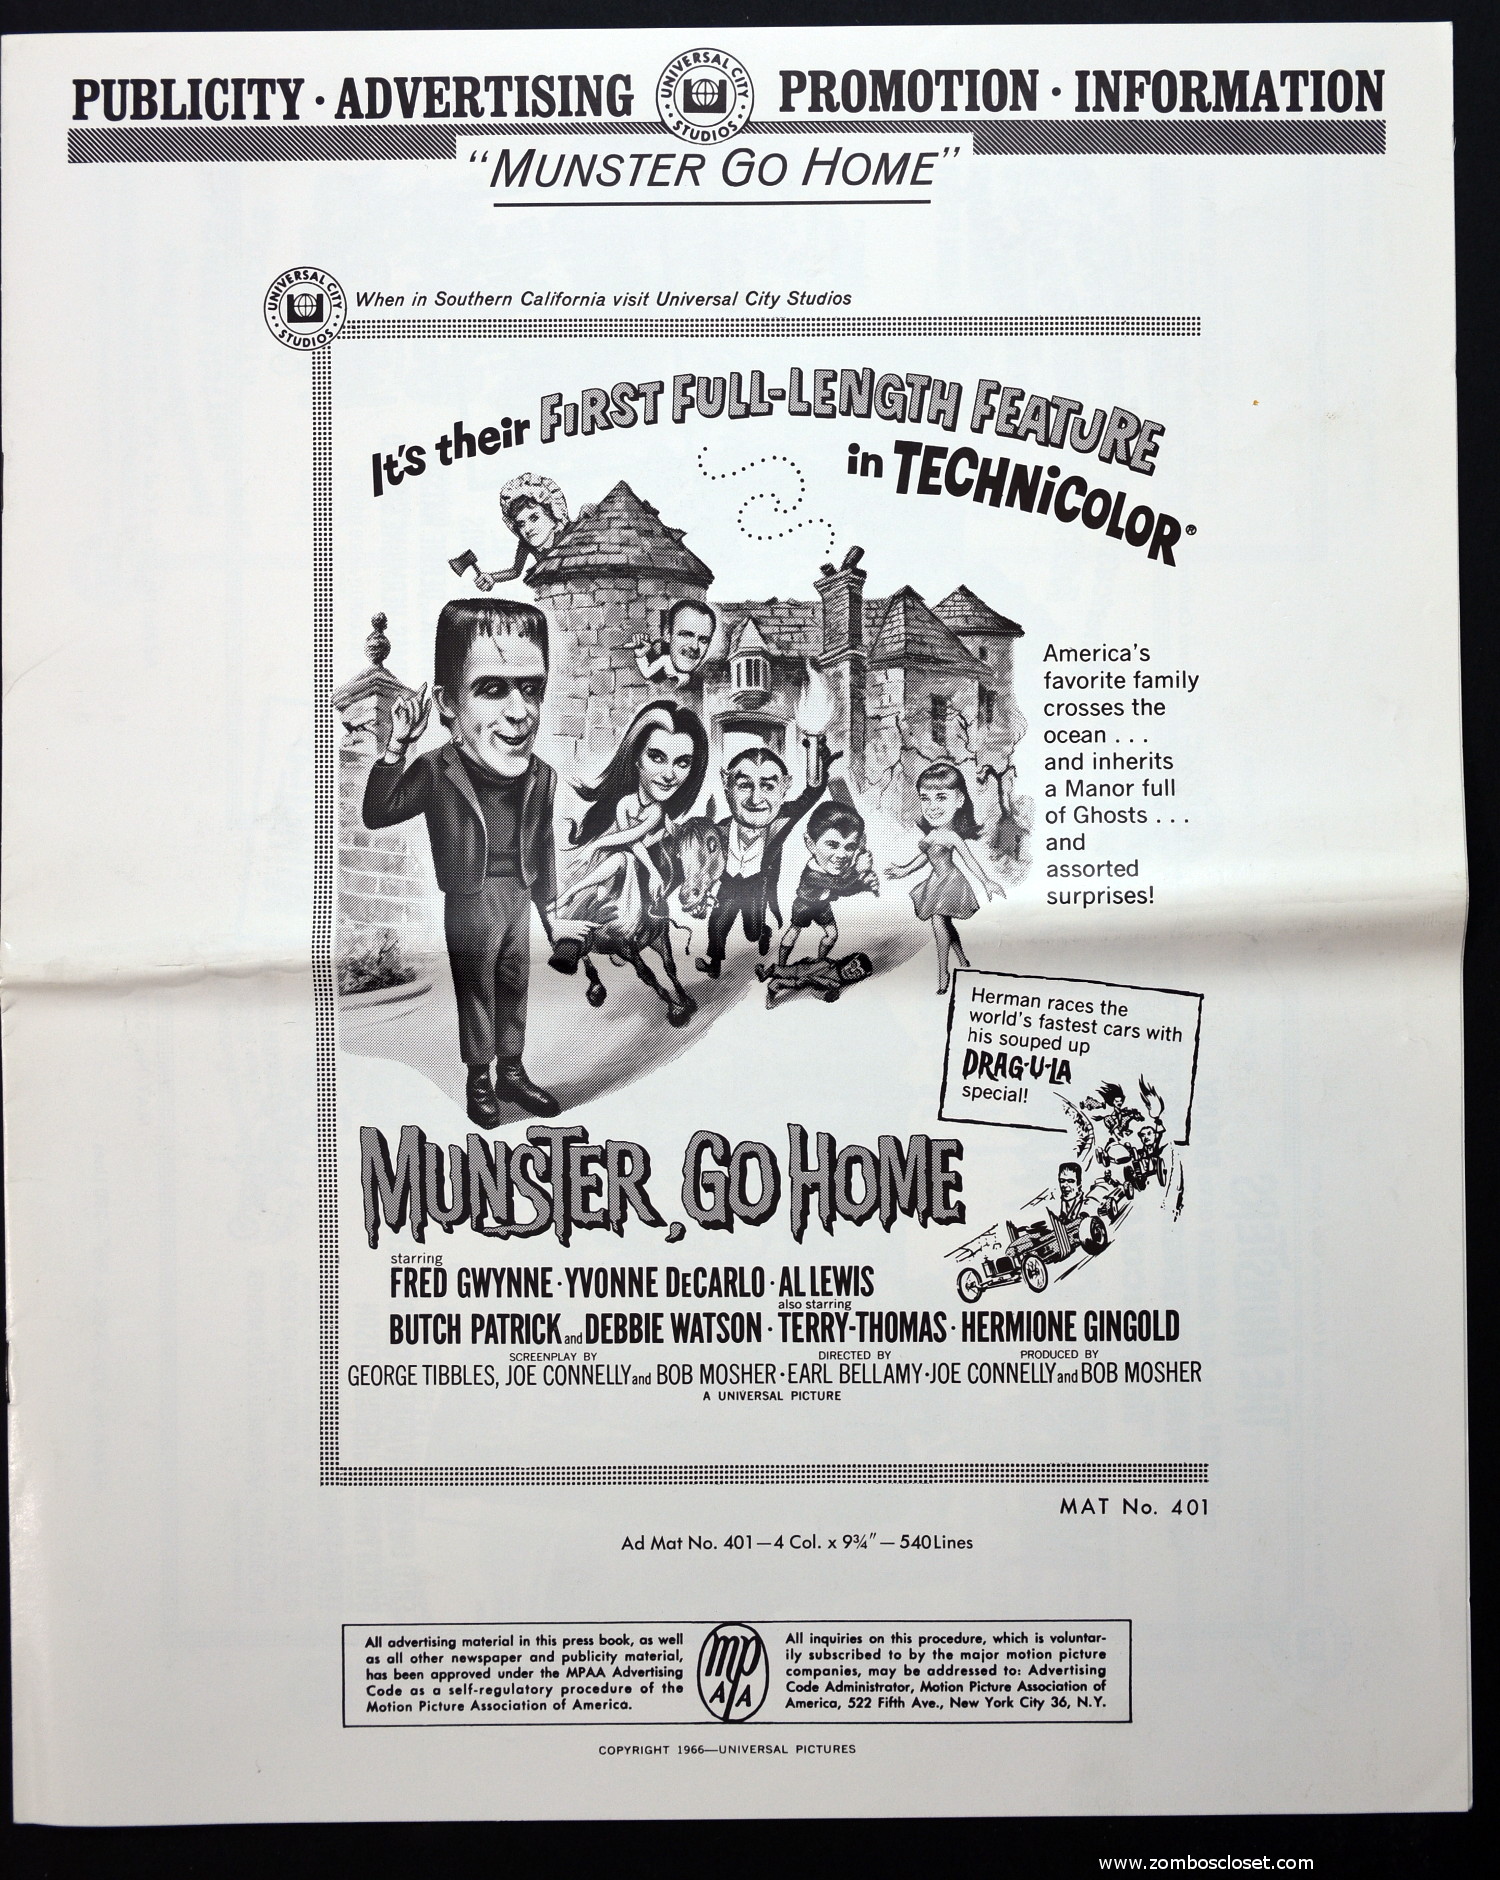 PUBLICITY · ADVERTISING
UNIVERSAL CITY STUDIOS
PROMOTION · INFORMATION
"MUNSTER GO HOME"
UNIVERSAL CITY STUDIOS
When in Southern California visit Universal City Studios
It's their FIRST FULL-LENGTH FEATURE
in TECHNICOLOR®
America's
favorite family
crosses the
ocean . . .
and inherits
a Manor full
of Ghosts . . .
and
assorted
surprises!
Herman races the
world's fastest cars with
his souped up
DRAG-U-LA
special!
MUNSTER, GO HOME
starring
FRED GWYNNE · YVONNE DeCARLO · AL LEWIS
also starring
BUTCH PATRICK and DEBBIE WATSON · TERRY-THOMAS · HERMIONE GINGOLD
SCREENPLAY BY DIRECTED BY PRODUCED BY
GEORGE TIBBLES, JOE CONNELLY and BOB MOSHER · EARL BELLAMY · JOE CONNELLY and BOB MOSHER
A UNIVERSAL PICTURE
MAT No. 401
Ad Mat No. 401—4 Col. x 9¾"—540 Lines
All advertising material in this press book, as well
as all other newspaper and publicity material,
has been approved under the MPAA Advertising
Code as a self-regulatory procedure of the
Motion Picture Association of America.
mp
A A
All inquiries on this procedure, which is voluntar-
ily subscribed to by the major motion picture
companies, may be addressed to: Advertising
Code Administrator, Motion Picture Association of
America, 522 Fifth Ave., New York City 36, N.Y.
COPYRIGHT 1966—UNIVERSAL PICTURES
www.zomboscloset.com